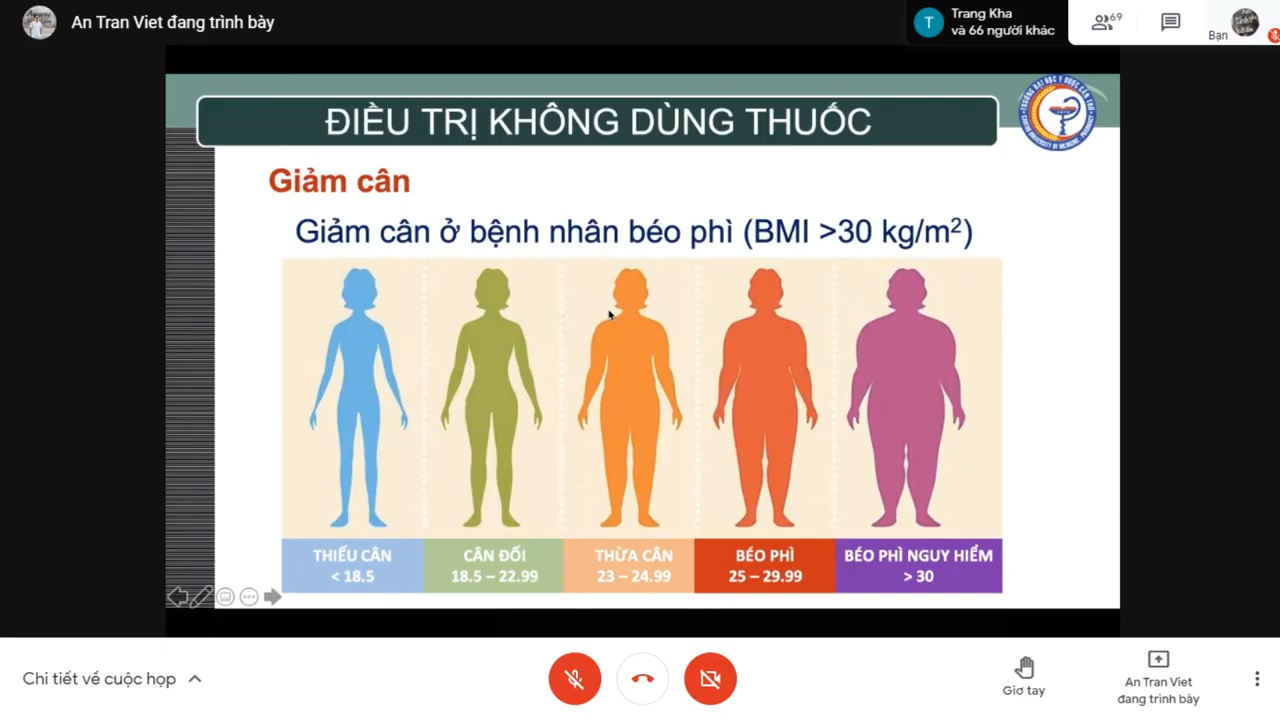 An Tran Viet đang trình bày
T
Trang Kha
và 66 người khác
69
Bạn
ĐIỀU TRỊ KHÔNG DÙNG THUỐC
Giảm cân
Giảm cân ở bệnh nhân béo phì (BMI >30 kg/m²)
THIẾU CÂN
< 18.5
CÂN ĐỐI
18.5 – 22.99
THỪA CÂN
23 – 24.99
BÉO PHÌ
25 – 29.99
BÉO PHÌ NGUY HIỂM
> 30
Chi tiết về cuộc họp
Giơ tay
An Tran Viet
đang trình bày